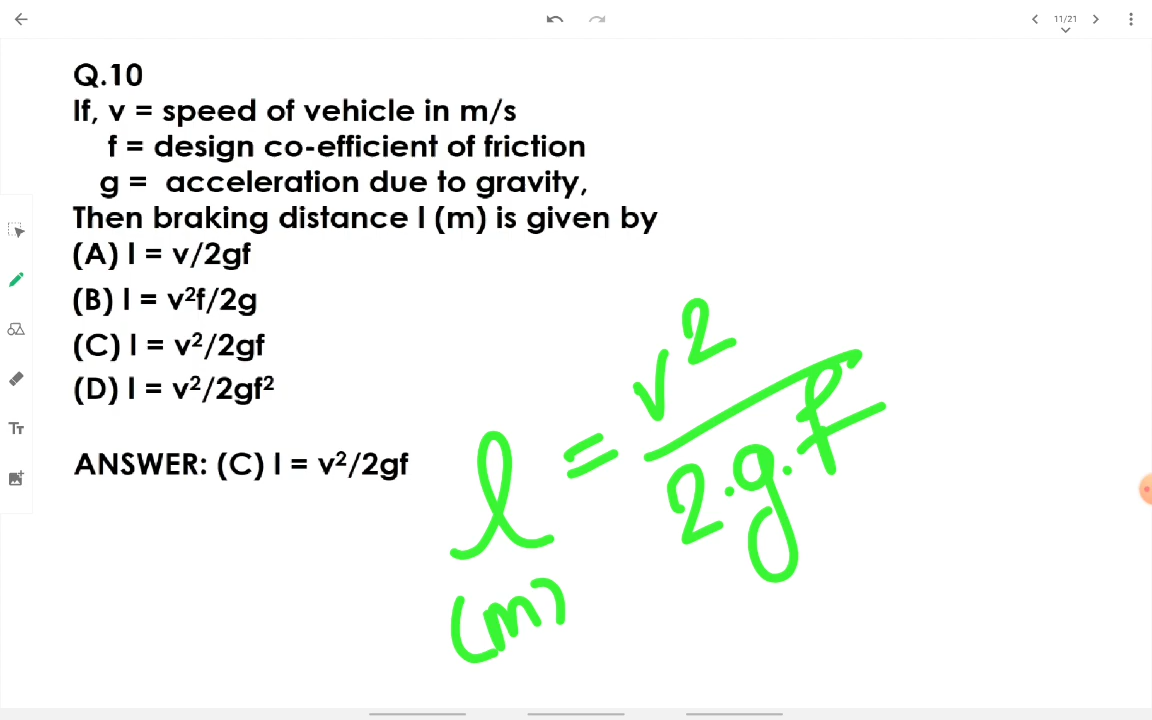 11/21
Q.10
If, v = speed of vehicle in m/s
f = design co-efficient of friction
g = acceleration due to gravity,
Then braking distance l (m) is given by
(A) l = v/2gf
(B) l = v²f/2g
(C) l = v²/2gf
(D) l = v²/2gf²
ANSWER: (C) l = v²/2gf
l = v²/2.g.f
(m)
Tт